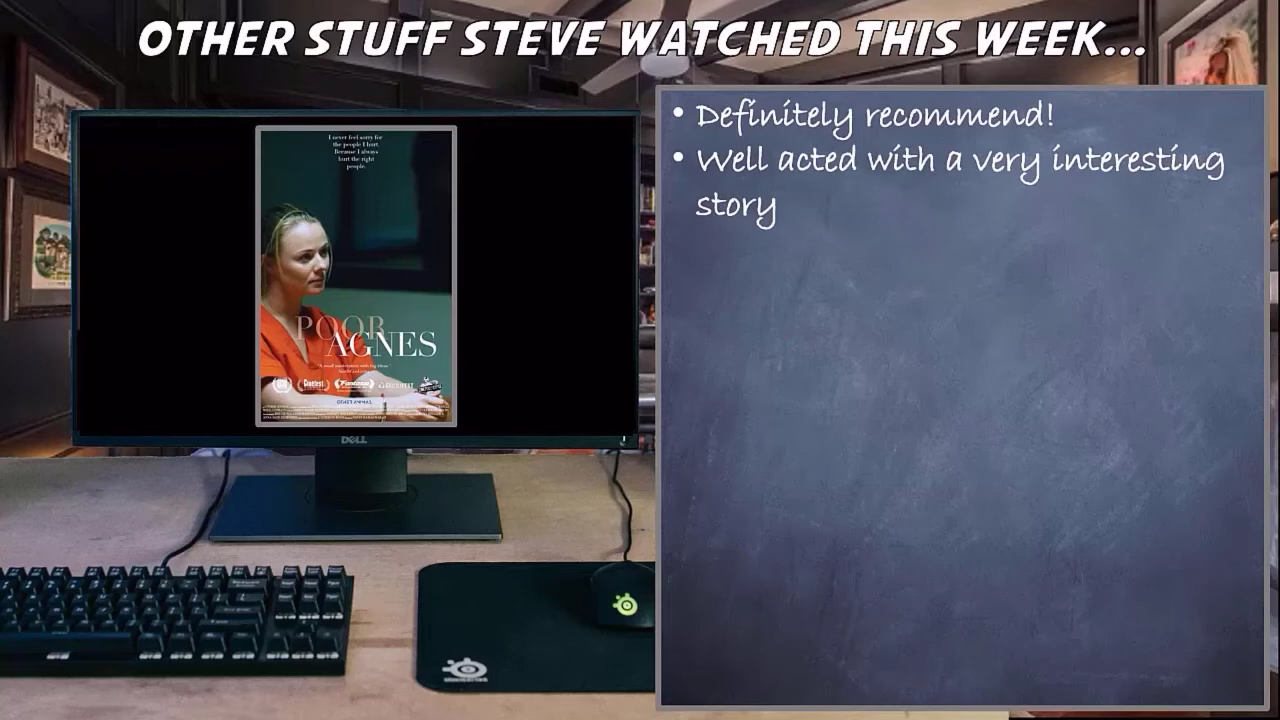 OTHER STUFF STEVE WATCHED THIS WEEK...
• Definitely recommend!
• Well acted with a very interesting
story
I never feel sorry for
the people I hurt.
Because I always
hurt the right
people.
POOR
AGNES
DELL